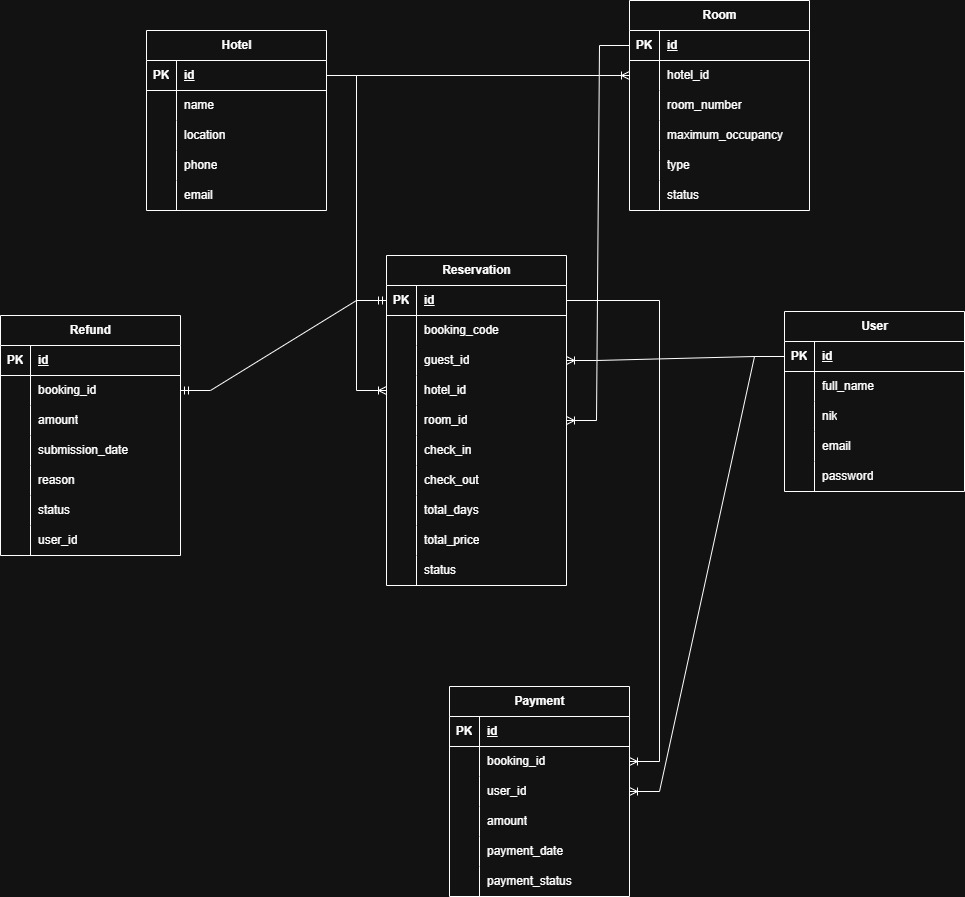 Hotel
PK id
name
location
phone
email
Room
PK id
hotel_id
room_number
maximum_occupancy
type
status
Reservation
PK id
booking_code
guest_id
hotel_id
room_id
check_in
check_out
total_days
total_price
status
Refund
PK id
booking_id
amount
submission_date
reason
status
user_id
User
PK id
full_name
nik
email
password
Payment
PK id
booking_id
user_id
amount
payment_date
payment_status